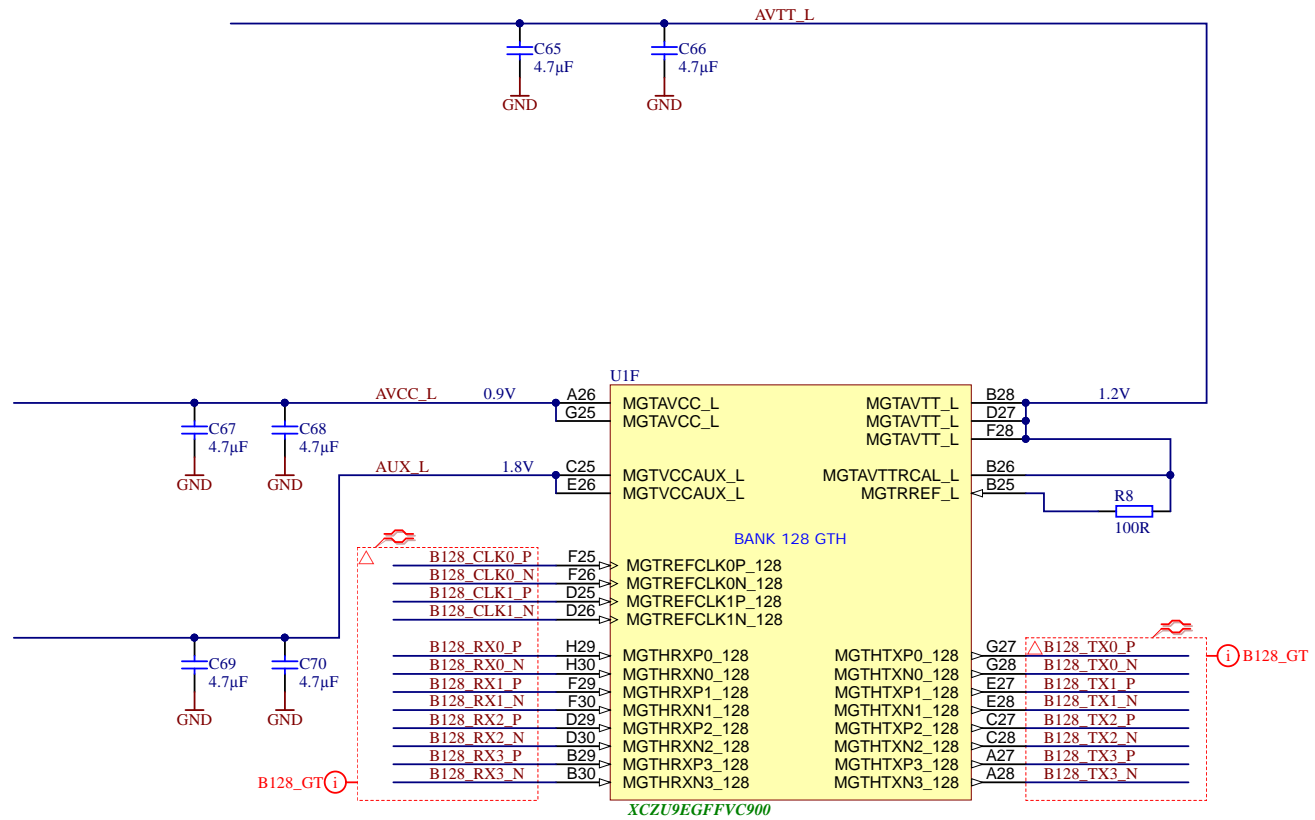 AVTT_L
C65
4.7µF
GND
C66
4.7µF
GND
U1F
AVCC_L 0.9V A26 MGTAVCC_L MGTAVTT_L B28 1.2V
G25 MGTAVCC_L MGTAVTT_L D27
MGTAVTT_L F28
C67
4.7µF
GND
C68
4.7µF
GND
AUX_L 1.8V C25 MGTVCCAUX_L MGTAVTTRCAL_L B26
E26 MGTVCCAUX_L MGTRREF_L B25
R8
100R
BANK 128 GTH
B128_CLK0_P F25 MGTREFCLK0P_128
B128_CLK0_N F26 MGTREFCLK0N_128
B128_CLK1_P D25 MGTREFCLK1P_128
B128_CLK1_N D26 MGTREFCLK1N_128
C69
4.7µF
GND
C70
4.7µF
GND
B128_RX0_P H29 MGTHRXP0_128 MGTHTXP0_128 G27 B128_TX0_P
i B128_GT
B128_RX0_N H30 MGTHRXN0_128 MGTHTXN0_128 G28 B128_TX0_N
B128_RX1_P F29 MGTHRXP1_128 MGTHTXP1_128 E27 B128_TX1_P
B128_RX1_N F30 MGTHRXN1_128 MGTHTXN1_128 E28 B128_TX1_N
B128_RX2_P D29 MGTHRXP2_128 MGTHTXP2_128 C27 B128_TX2_P
B128_RX2_N D30 MGTHRXN2_128 MGTHTXN2_128 C28 B128_TX2_N
B128_RX3_P B29 MGTHRXP3_128 MGTHTXP3_128 A27 B128_TX3_P
B128_RX3_N B30 MGTHRXN3_128 MGTHTXN3_128 A28 B128_TX3_N
B128_GT i
XCZU9EGFFVC900